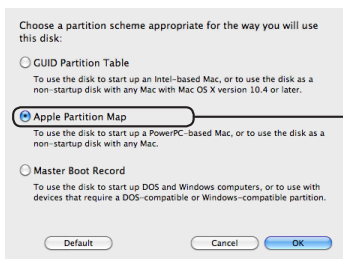 Choose a partition scheme appropriate for the way you will use
this disk:
GUID Partition Table
To use the disk to start up an Intel-based Mac, or to use the disk as a
non-startup disk with any Mac with Mac OS X version 10.4 or later.
Apple Partition Map
To use the disk to start up a PowerPC-based Mac, or to use the disk as a
non-startup disk with any Mac.
Master Boot Record
To use the disk to start up DOS and Windows computers, or to use with
devices that require a DOS-compatible or Windows-compatible partition.
Default
Cancel
OK